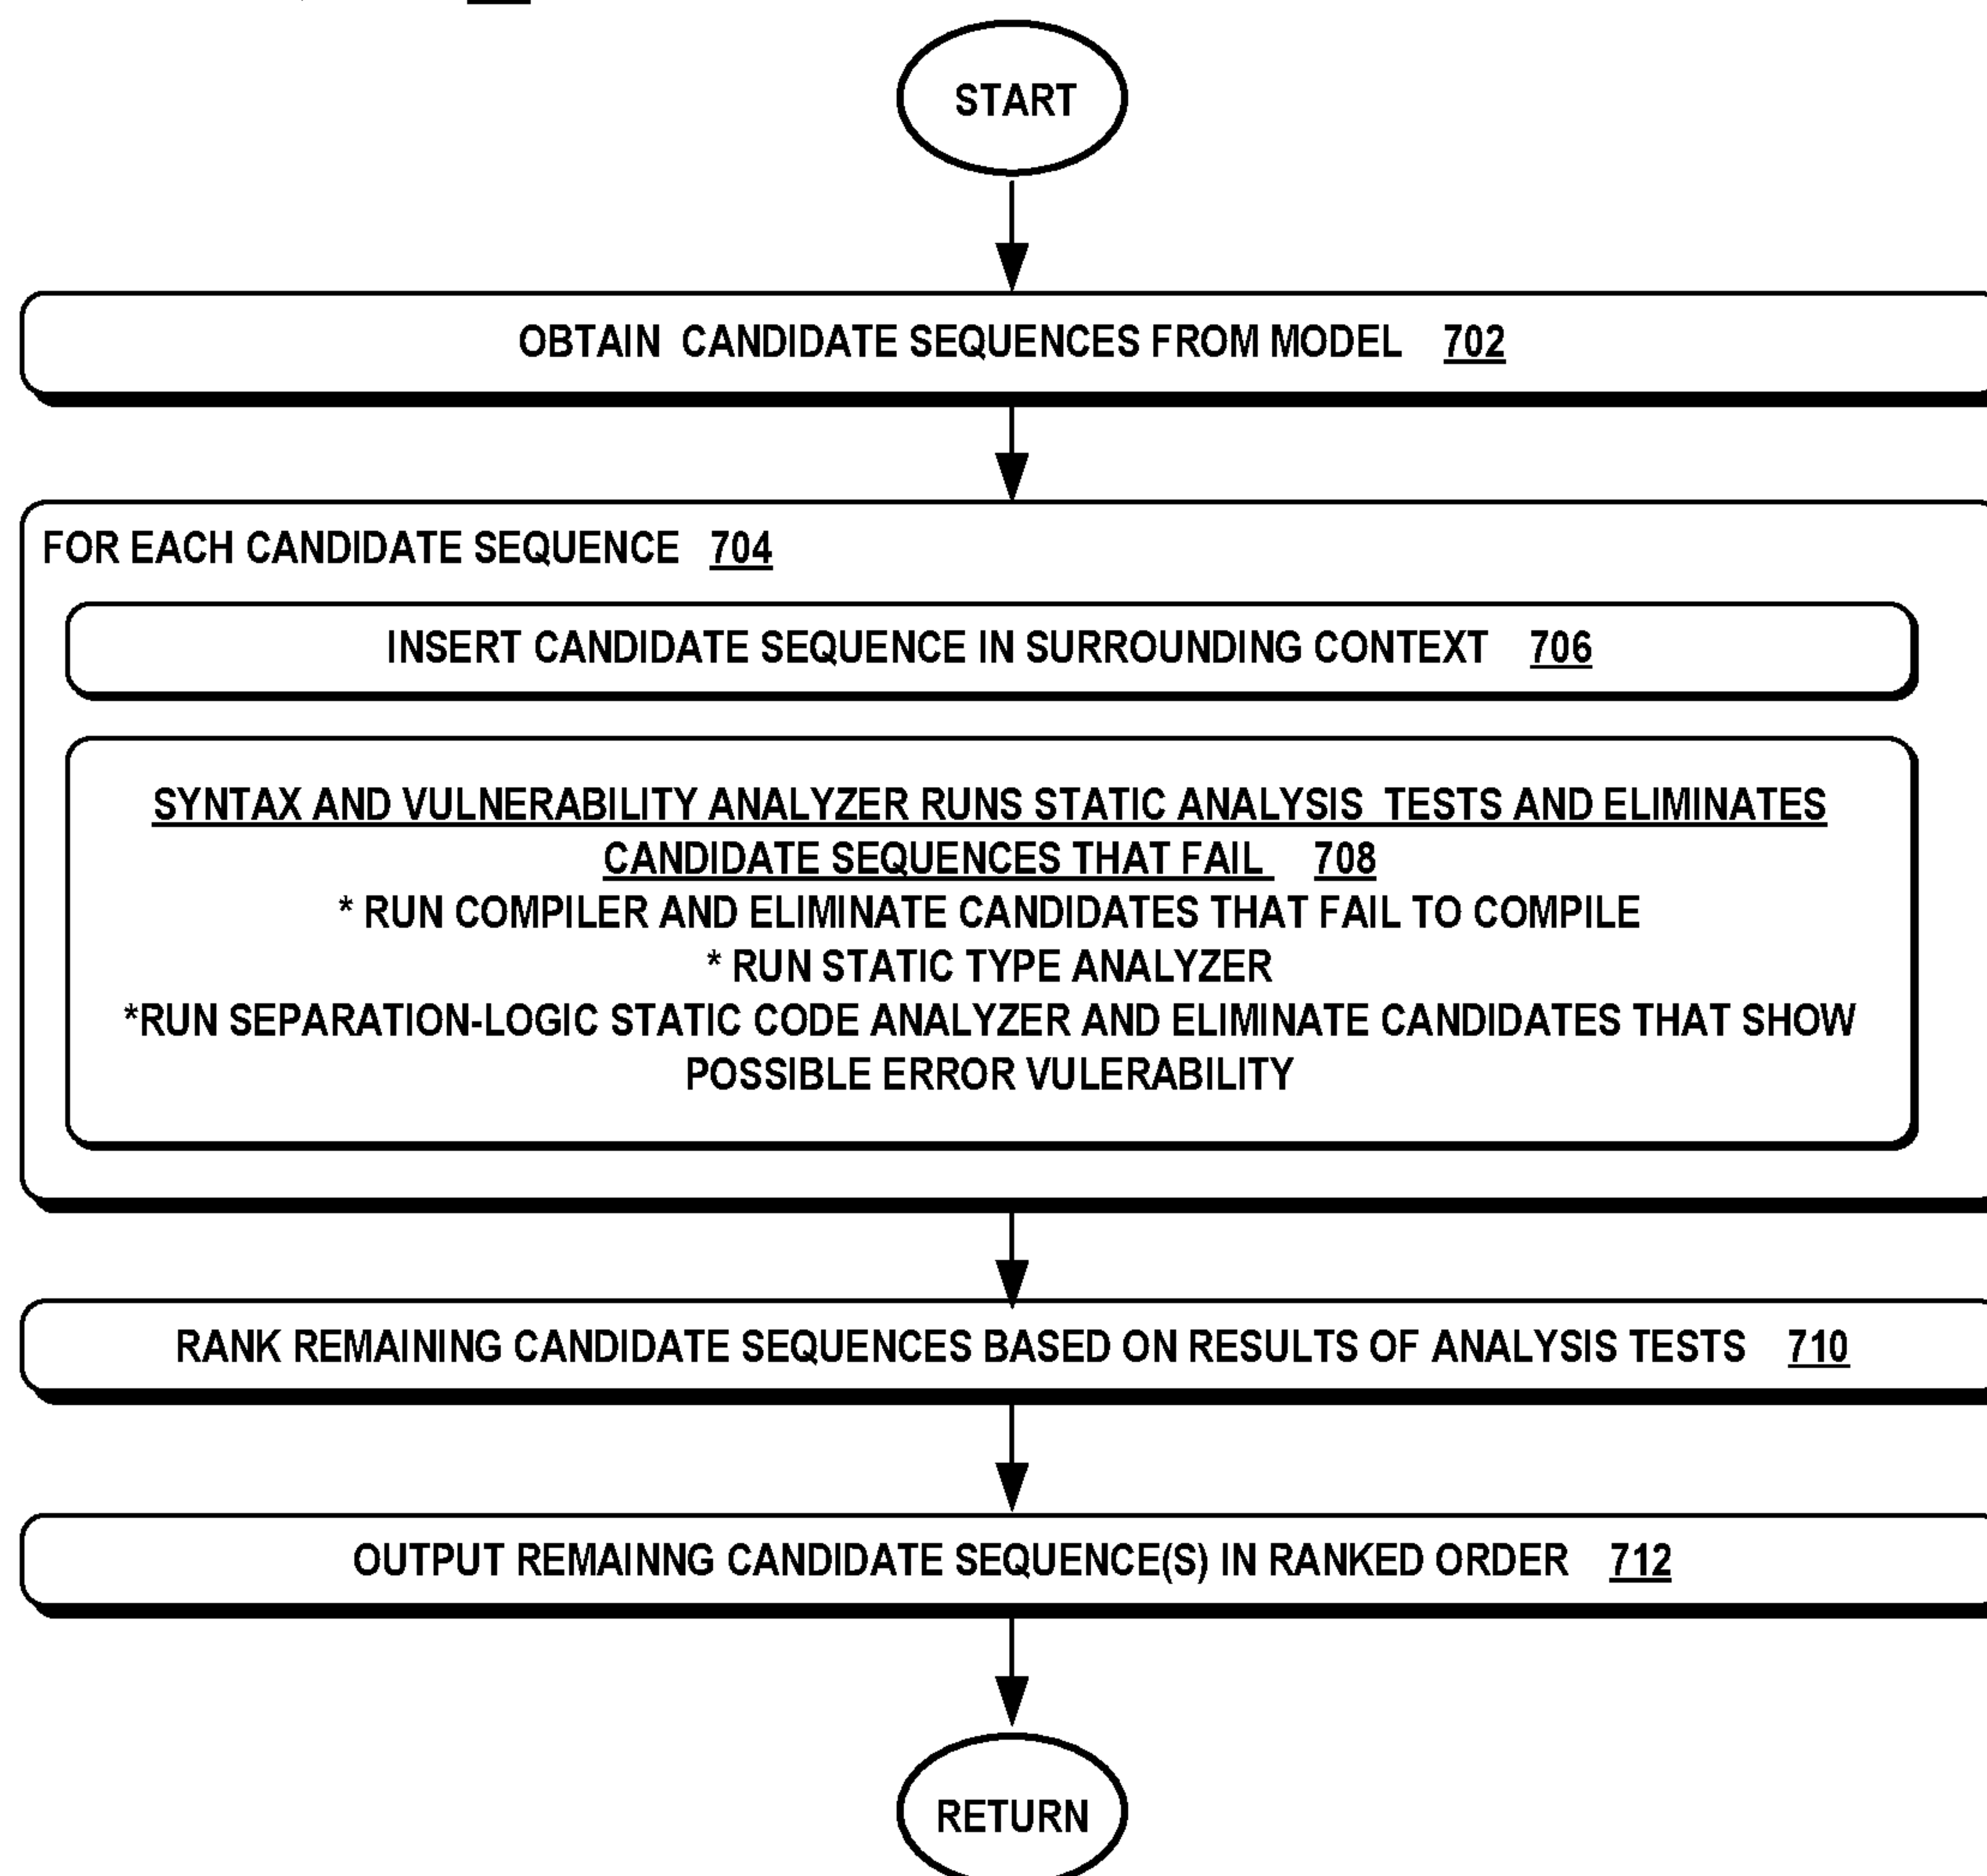 START
OBTAIN CANDIDATE SEQUENCES FROM MODEL 702
FOR EACH CANDIDATE SEQUENCE 704
INSERT CANDIDATE SEQUENCE IN SURROUNDING CONTEXT 706
SYNTAX AND VULNERABILITY ANALYZER RUNS STATIC ANALYSIS TESTS AND ELIMINATES
CANDIDATE SEQUENCES THAT FAIL 708
* RUN COMPILER AND ELIMINATE CANDIDATES THAT FAIL TO COMPILE
* RUN STATIC TYPE ANALYZER
*RUN SEPARATION-LOGIC STATIC CODE ANALYZER AND ELIMINATE CANDIDATES THAT SHOW
POSSIBLE ERROR VULERABILITY
RANK REMAINING CANDIDATE SEQUENCES BASED ON RESULTS OF ANALYSIS TESTS 710
OUTPUT REMAINNG CANDIDATE SEQUENCE(S) IN RANKED ORDER 712
RETURN